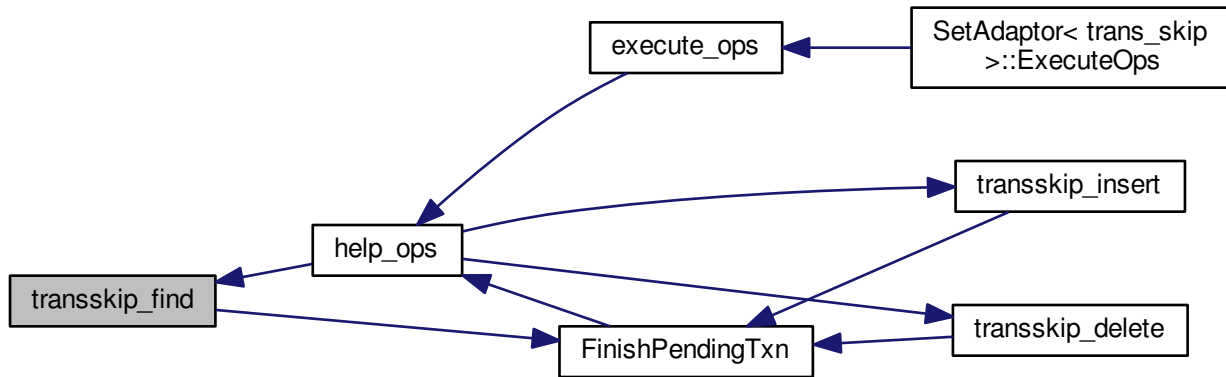 execute_ops
SetAdaptor< trans_skip
>::ExecuteOps
transskip_insert
help_ops
transskip_find
transskip_delete
FinishPendingTxn